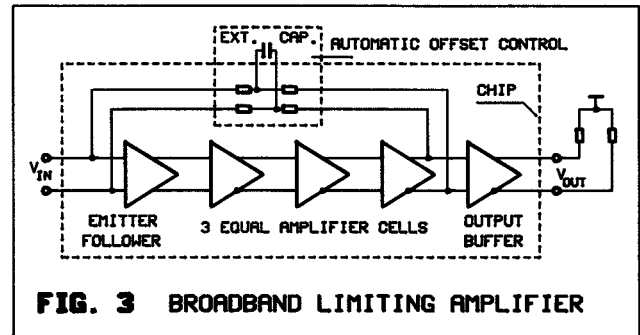 EXT. CAP. AUTOMATIC OFFSET CONTROL
CHIP
VIN
VOUT
EMITTER FOLLOWER
3 EQUAL AMPLIFIER CELLS
OUTPUT BUFFER
FIG. 3 BROADBAND LIMITING AMPLIFIER